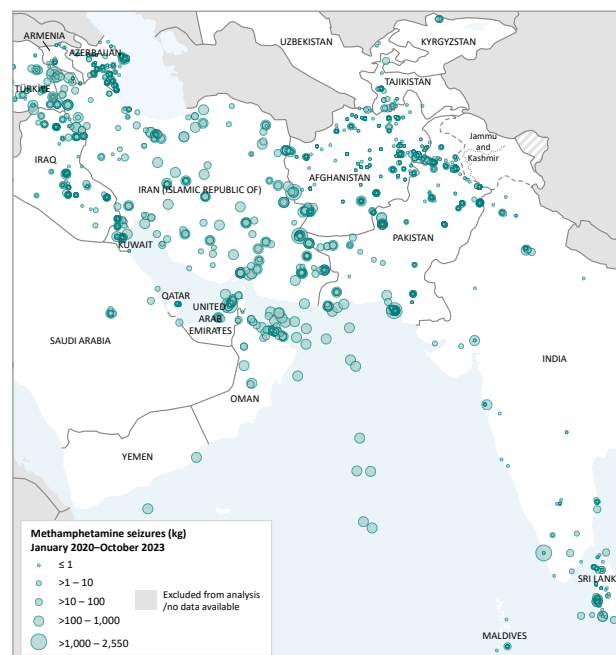 ARMENIA
AZERBAIJAN
UZBEKISTAN
KYRGYZSTAN
TÜRKIYE
TAJIKISTAN
Jammu
and
Kashmir
IRAQ
IRAN (ISLAMIC REPUBLIC OF)
AFGHANISTAN
KUWAIT
PAKISTAN
QATAR
UNITED
ARAB
EMIRATES
SAUDI ARABIA
INDIA
OMAN
YEMEN
Methamphetamine seizures (kg)
January 2020–October 2023
≤ 1
>1 – 10
>10 – 100
>100 – 1,000
>1,000 – 2,550
Excluded from analysis
/no data available
SRI LANK
MALDIVES